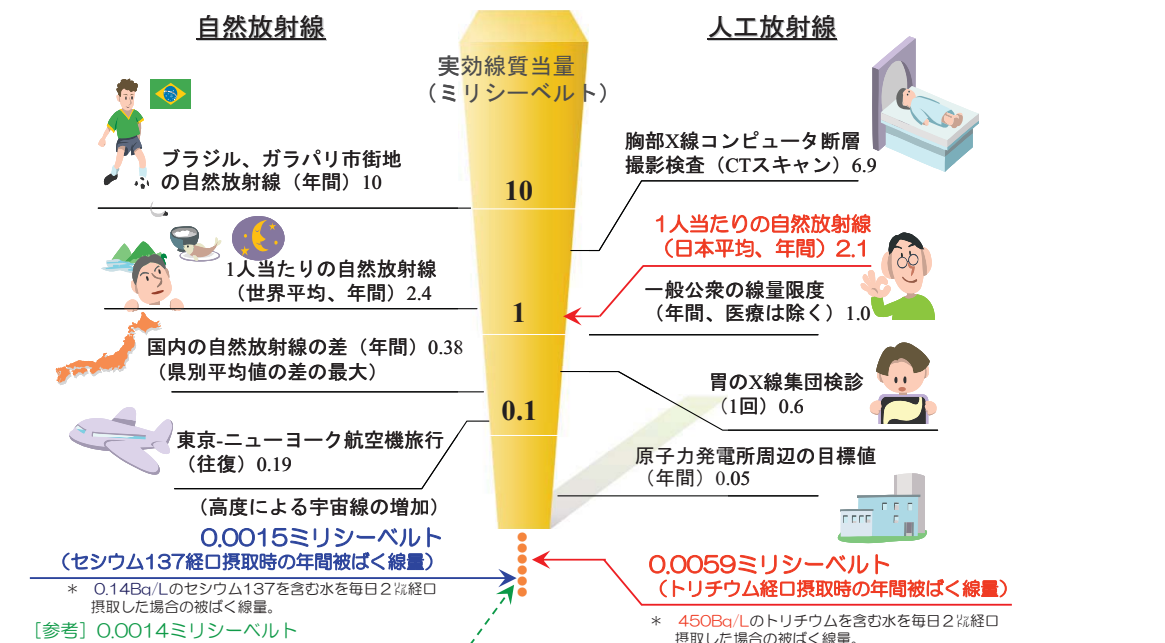 自然放射線
人工放射線
実効線質当量
（ミリシーベルト）
ブラジル、ガラパリ市街地
の自然放射線（年間）10
1人当たりの自然放射線
（世界平均、年間）2.4
国内の自然放射線の差（年間）0.38
（県別平均値の差の最大）
東京-ニューヨーク航空機旅行
（往復）0.19
（高度による宇宙線の増加）
0.0015ミリシーベルト
（セシウム137経口摂取時の年間被ばく線量）
＊ 0.14Bq/Lのセシウム137を含む水を毎日2㍑経口
摂取した場合の被ばく線量。
［参考］0.0014ミリシーベルト
10
1
0.1
胸部X線コンピュータ断層
撮影検査（CTスキャン）6.9
1人当たりの自然放射線
（日本平均、年間）2.1
一般公衆の線量限度
（年間、医療は除く）1.0
胃のX線集団検診
（1回）0.6
原子力発電所周辺の目標値
（年間）0.05
0.0059ミリシーベルト
（トリチウム経口摂取時の年間被ばく線量）
＊ 450Bq/Lのトリチウムを含む水を毎日2㍑経口
摂取した場合の被ばく線量。